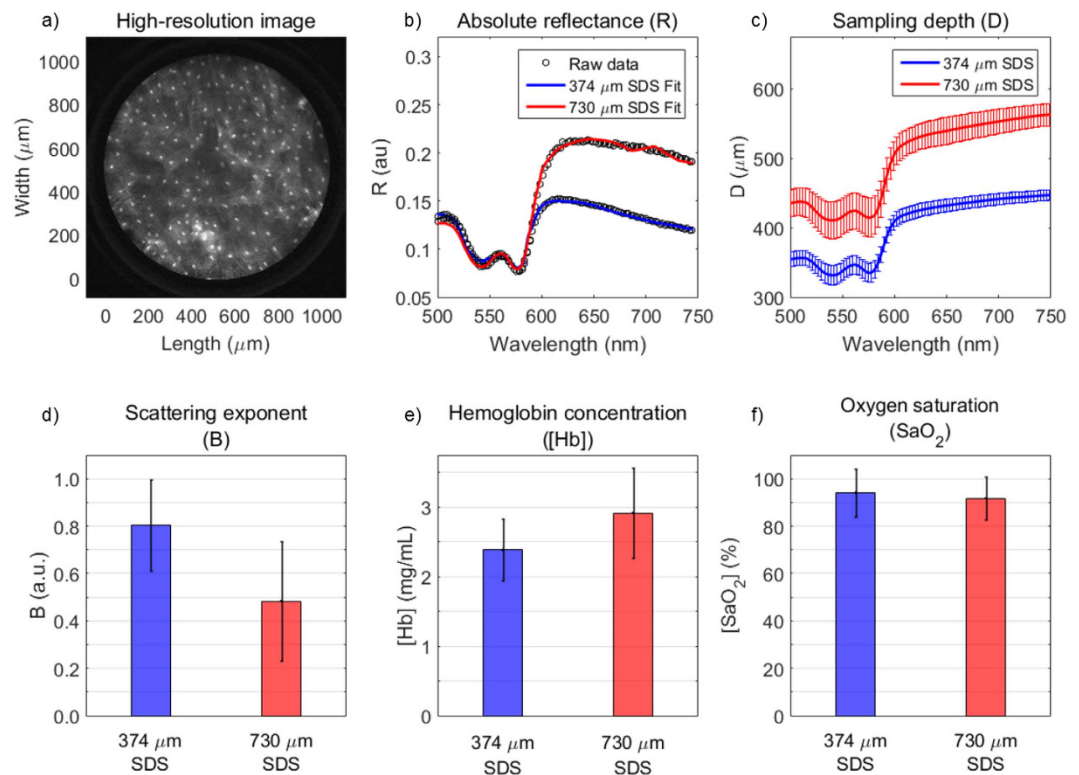 a) High-resolution image
Width (μm)
1000
800
600
400
200
0
0 200 400 600 800 1000
Length (μm)
b) Absolute reflectance (R)
Raw data
374 μm SDS Fit
730 μm SDS Fit
R (au)
0.3
0.25
0.2
0.15
0.1
0.05
500 550 600 650 700 750
Wavelength (nm)
c) Sampling depth (D)
374 μm SDS
730 μm SDS
D (μm)
600
500
400
300
500 550 600 650 700 750
Wavelength (nm)
d) Scattering exponent
(B)
B (a.u.)
1.0
0.8
0.6
0.4
0.2
0.0
374 μm 730 μm
SDS SDS
e) Hemoglobin concentration
([Hb])
[Hb] (mg/mL)
3
2
1
0
374 μm 730 μm
SDS SDS
f) Oxygen saturation
(SaO₂)
[SaO₂] (%)
100
80
60
40
20
0
374 μm 730 μm
SDS SDS